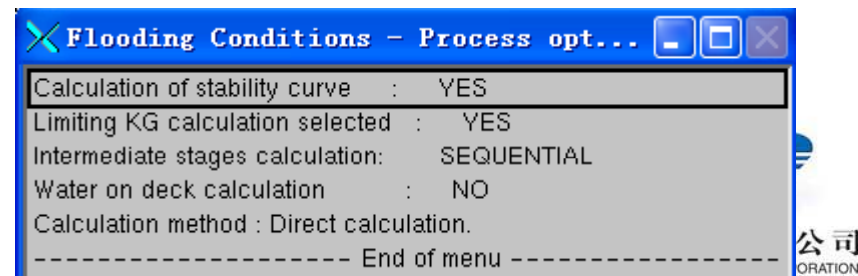 Flooding Conditions - Process opt...
Calculation of stability curve : YES
Limiting KG calculation selected : YES
Intermediate stages calculation: SEQUENTIAL
Water on deck calculation : NO
Calculation method : Direct calculation.
-------------------- End of menu -----------------
公司
ORATION